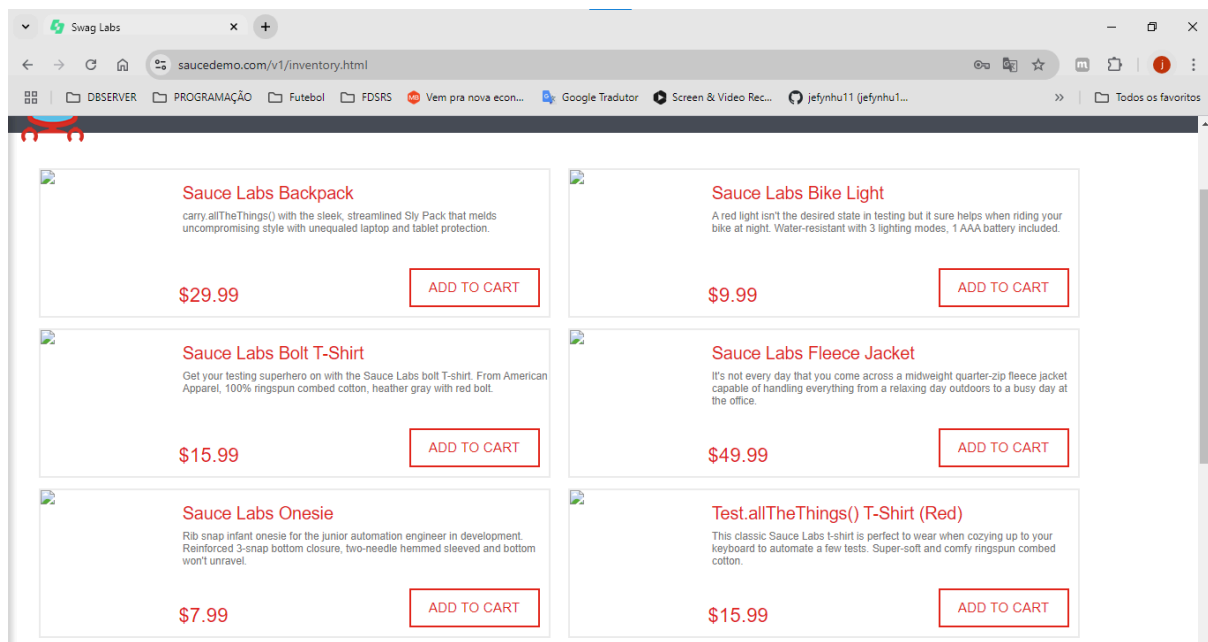 Swag Labs
saucedemo.com/v1/inventory.html
DBSERVER PROGRAMAÇÃO Futebol FDSRS Vem pra nova econ... Google Tradutor Screen & Video Rec... jefynhu11 (jefynhu1... Todos os favoritos
Sauce Labs Backpack
carry.allTheThings() with the sleek, streamlined Sly Pack that melds
uncompromising style with unequaled laptop and tablet protection.
$29.99
ADD TO CART
Sauce Labs Bike Light
A red light isn't the desired state in testing but it sure helps when riding your
bike at night. Water-resistant with 3 lighting modes, 1 AAA battery included.
$9.99
ADD TO CART
Sauce Labs Bolt T-Shirt
Get your testing superhero on with the Sauce Labs bolt T-shirt. From American
Apparel, 100% ringspun combed cotton, heather gray with red bolt.
$15.99
ADD TO CART
Sauce Labs Fleece Jacket
It's not every day that you come across a midweight quarter-zip fleece jacket
capable of handling everything from a relaxing day outdoors to a busy day at
the office.
$49.99
ADD TO CART
Sauce Labs Onesie
Rib snap infant onesie for the junior automation engineer in development.
Reinforced 3-snap bottom closure, two-needle hemmed sleeved and bottom
won't unravel.
$7.99
ADD TO CART
Test.allTheThings() T-Shirt (Red)
This classic Sauce Labs t-shirt is perfect to wear when cozying up to your
keyboard to automate a few tests. Super-soft and comfy ringspun combed
cotton.
$15.99
ADD TO CART